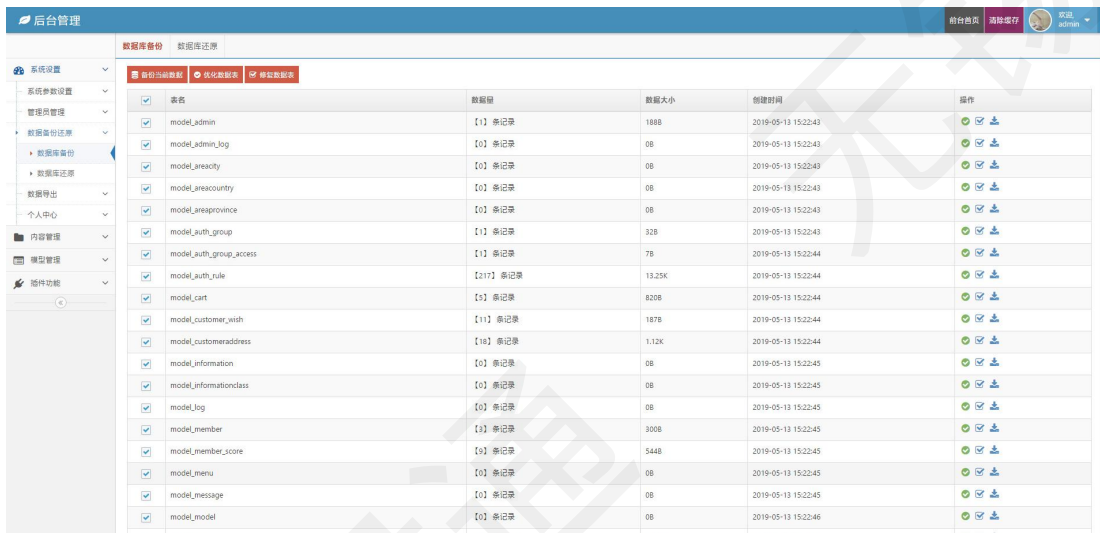 后台管理
前台首页 清除缓存 欢迎, admin
数据库备份 数据库还原
系统设置
系统参数设置
管理员管理
数据备份还原
数据库备份
数据库还原
数据导出
个人中心
内容管理
模型管理
插件功能
备份当前数据 优化数据表 修复数据表
表名 数据量 数据大小 创建时间 操作
model_admin 【1】条记录 188B 2019-05-13 15:22:43
model_admin_log 【0】条记录 0B 2019-05-13 15:22:43
model_areacity 【0】条记录 0B 2019-05-13 15:22:43
model_areacountry 【0】条记录 0B 2019-05-13 15:22:43
model_areaprovince 【0】条记录 0B 2019-05-13 15:22:43
model_auth_group 【1】条记录 32B 2019-05-13 15:22:43
model_auth_group_access 【1】条记录 7B 2019-05-13 15:22:44
model_auth_rule 【217】条记录 13.25K 2019-05-13 15:22:44
model_cart 【5】条记录 820B 2019-05-13 15:22:44
model_customer_wish 【11】条记录 187B 2019-05-13 15:22:44
model_customeraddress 【18】条记录 1.12K 2019-05-13 15:22:44
model_information 【0】条记录 0B 2019-05-13 15:22:45
model_informationclass 【0】条记录 0B 2019-05-13 15:22:45
model_log 【0】条记录 0B 2019-05-13 15:22:45
model_member 【3】条记录 300B 2019-05-13 15:22:45
model_member_score 【9】条记录 544B 2019-05-13 15:22:45
model_menu 【0】条记录 0B 2019-05-13 15:22:45
model_message 【0】条记录 0B 2019-05-13 15:22:45
model_model 【0】条记录 0B 2019-05-13 15:22:46